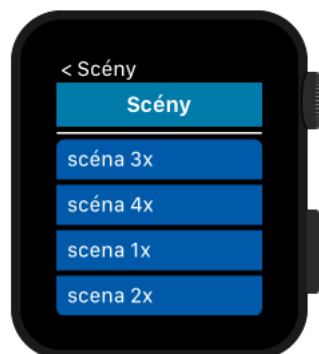 < Scény
Scény
scéna 3x
scéna 4x
scena 1x
scena 2x